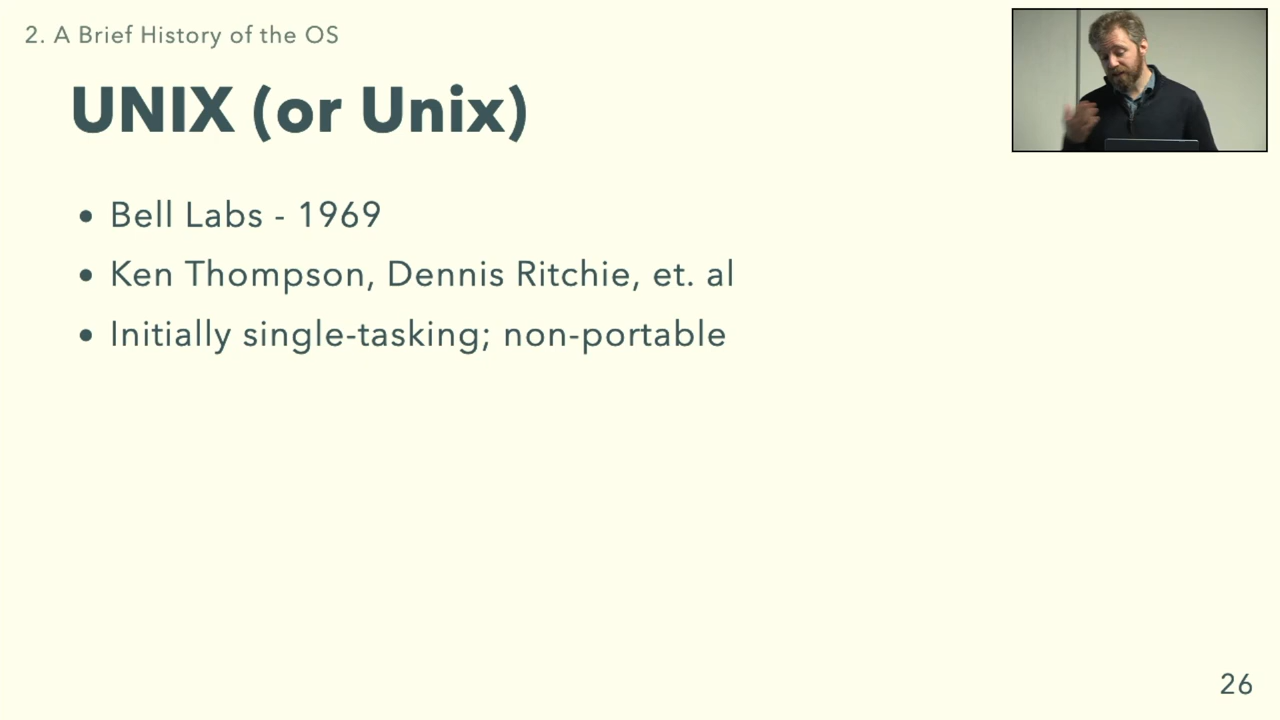 2. A Brief History of the OS
UNIX (or Unix)
• Bell Labs - 1969
• Ken Thompson, Dennis Ritchie, et. al
• Initially single-tasking; non-portable
26